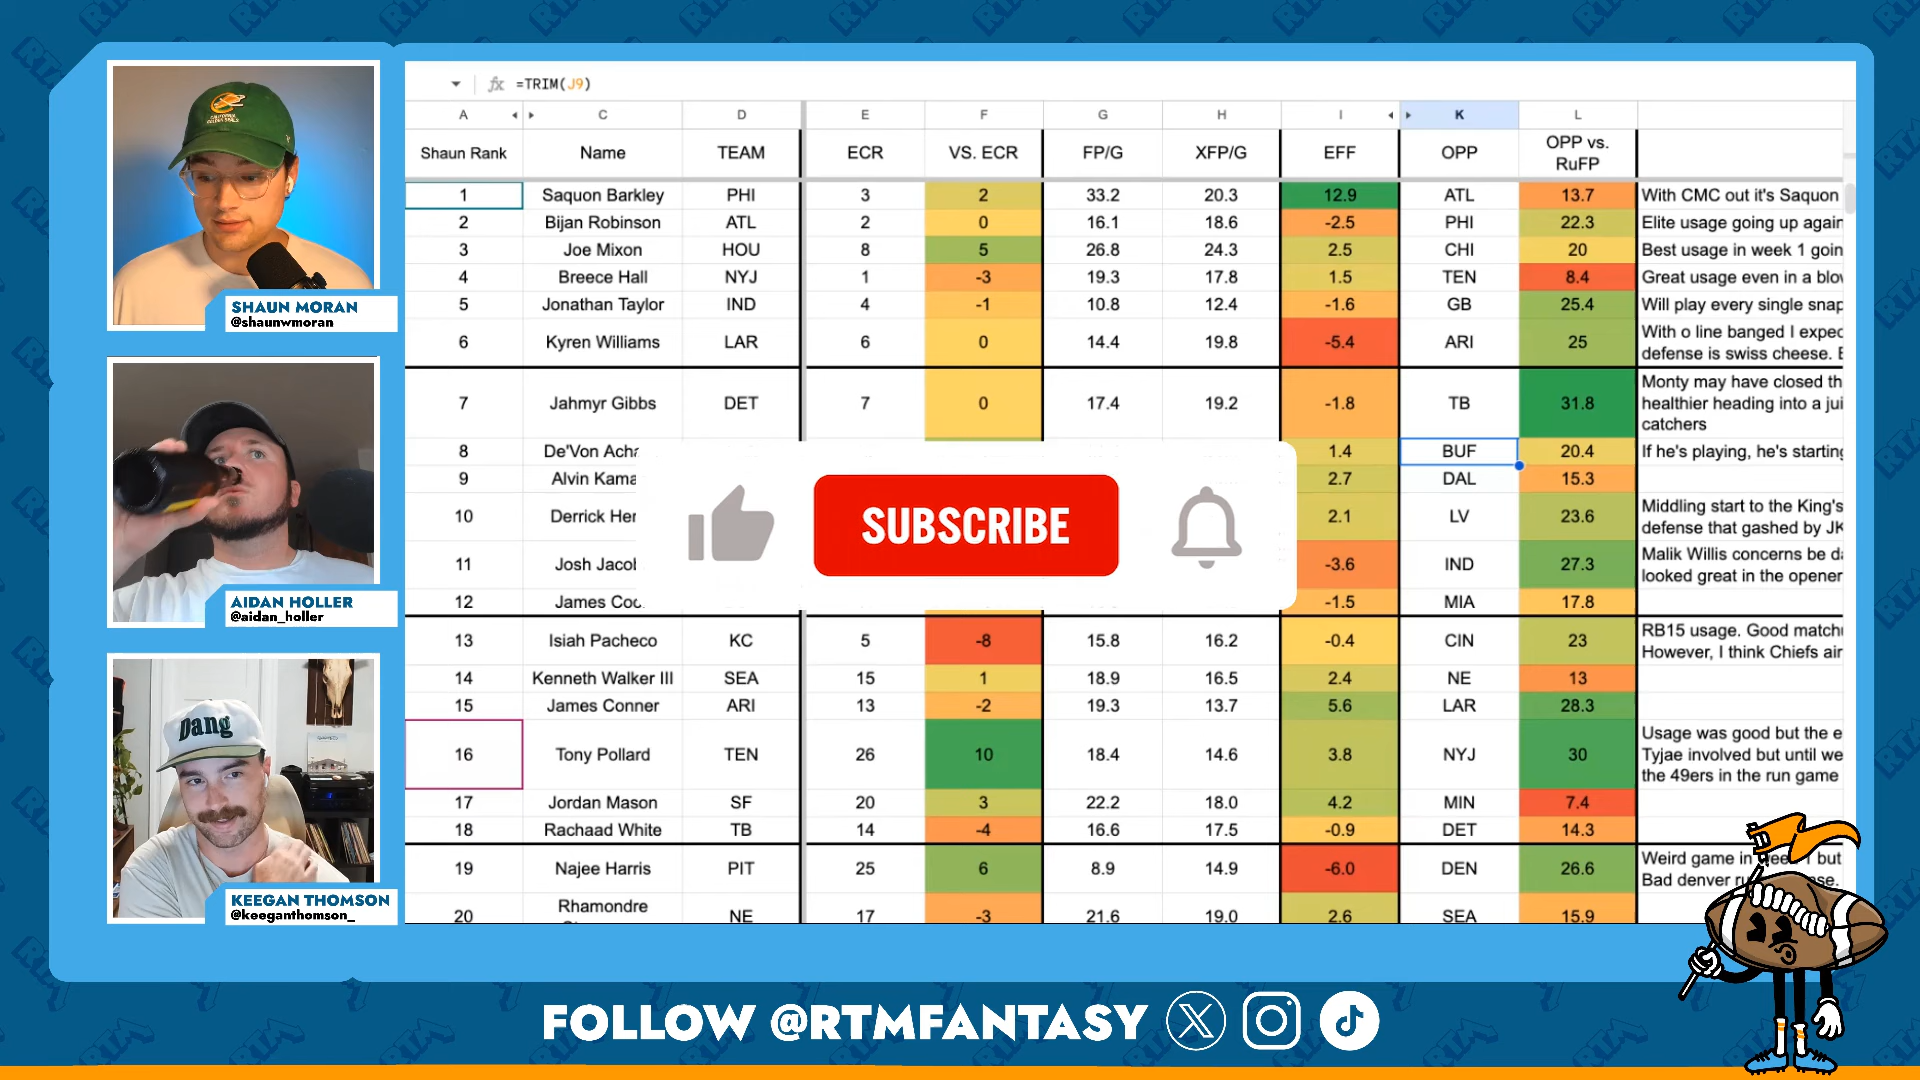 fx =TRIM(J9)
A C D E F G H I K L
Shaun Rank Name TEAM ECR VS. ECR FP/G XFP/G EFF OPP OPP vs.
RuFP
1 Saquon Barkley PHI 3 2 33.2 20.3 12.9 ATL 13.7 With CMC out it's Saquon
2 Bijan Robinson ATL 2 0 16.1 18.6 -2.5 PHI 22.3 Elite usage going up again
3 Joe Mixon HOU 8 5 26.8 24.3 2.5 CHI 20 Best usage in week 1 goin
4 Breece Hall NYJ 1 -3 19.3 17.8 1.5 TEN 8.4 Great usage even in a blo
5 Jonathan Taylor IND 4 -1 10.8 12.4 -1.6 GB 25.4 Will play every single snap
6 Kyren Williams LAR 6 0 14.4 19.8 -5.4 ARI 25 With o line banged I expec
defense is swiss cheese.
7 Jahmyr Gibbs DET 7 0 17.4 19.2 -1.8 TB 31.8 Monty may have closed th
healthier heading into a jui
catchers
8 De'Von Acha 1.4 BUF 20.4 If he's playing, he's starting
9 Alvin Kama 2.7 DAL 15.3
10 Derrick Her 2.1 LV 23.6 Middling start to the King's
defense that gashed by JK
11 Josh Jacol -3.6 IND 27.3 Malik Willis concerns be da
looked great in the opener
12 James Coo -1.5 MIA 17.8
13 Isiah Pacheco KC 5 -8 15.8 16.2 -0.4 CIN 23 RB15 usage. Good match
However, I think Chiefs air
14 Kenneth Walker III SEA 15 1 18.9 16.5 2.4 NE 13
15 James Conner ARI 13 -2 19.3 13.7 5.6 LAR 28.3
16 Tony Pollard TEN 26 10 18.4 14.6 3.8 NYJ 30 Usage was good but the e
Tyjae involved but until we
the 49ers in the run game
17 Jordan Mason SF 20 3 22.2 18.0 4.2 MIN 7.4
18 Rachaad White TB 14 -4 16.6 17.5 -0.9 DET 14.3
19 Najee Harris PIT 25 6 8.9 14.9 -6.0 DEN 26.6 Weird game in week 1 but
Bad denver
20 Rhamondre NE 17 -3 21.6 19.0 2.6 SEA 15.9
SUBSCRIBE
SHAUN MORAN
@shaunwmoran
AIDAN HOLLER
@aidan_holler
Dang
KEEGAN THOMSON
@keeganthomson_
FOLLOW @RTMFANTASY